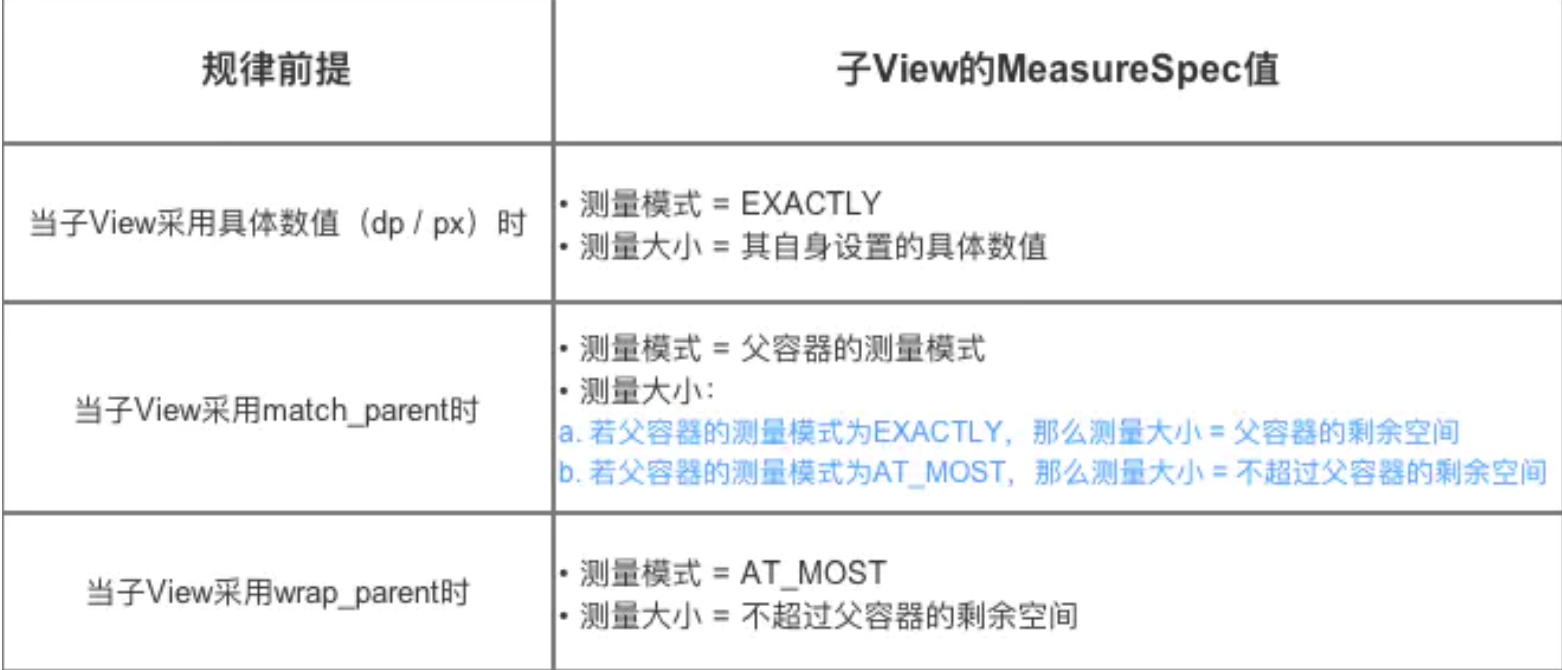 规律前提
子View的MeasureSpec值
当子View采用具体数值（dp / px）时
• 测量模式 = EXACTLY
• 测量大小 = 其自身设置的具体数值
当子View采用match_parent时
• 测量模式 = 父容器的测量模式
• 测量大小：
a. 若父容器的测量模式为EXACTLY，那么测量大小 = 父容器的剩余空间
b. 若父容器的测量模式为AT_MOST，那么测量大小 = 不超过父容器的剩余空间
当子View采用wrap_parent时
• 测量模式 = AT_MOST
• 测量大小 = 不超过父容器的剩余空间